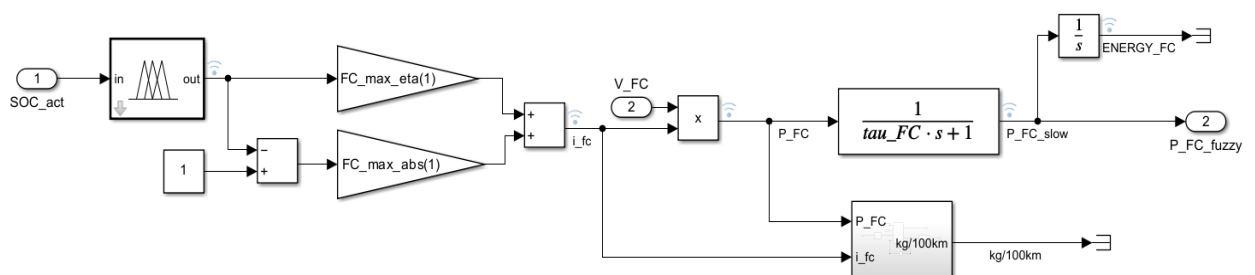 1
SOC_act
in
out
FC_max_eta(1)
1
−
+
FC_max_abs(1)
+
+
i_fc
V_FC
2
x
P_FC
1
tau_FC · s+1
P_FC_slow
1
s
ENERGY_FC
2
P_FC_fuzzy
P_FC
i_fc
kg/100km
kg/100km